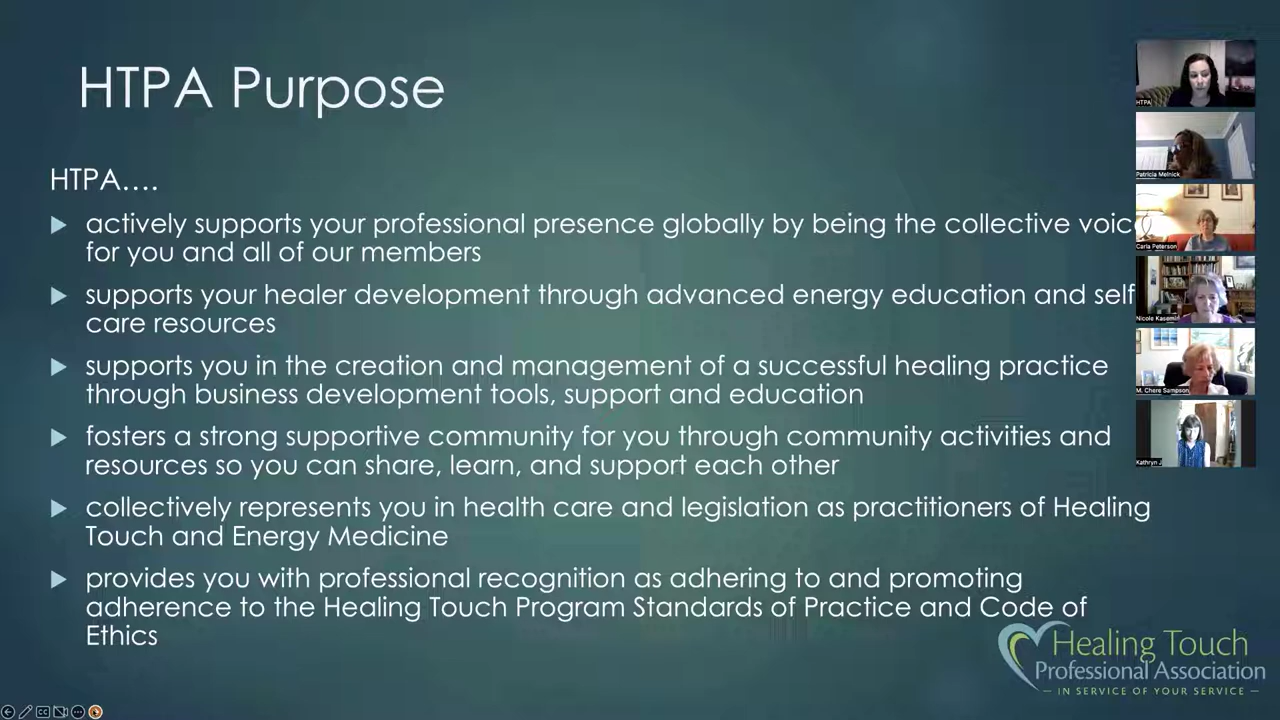 HTPA Purpose
HTPA....
actively supports your professional presence globally by being the collective voice
for you and all of our members
supports your healer development through advanced energy education and self
care resources
supports you in the creation and management of a successful healing practice
through business development tools, support and education
fosters a strong supportive community for you through community activities and
resources so you can share, learn, and support each other
collectively represents you in health care and legislation as practitioners of Healing
Touch and Energy Medicine
provides you with professional recognition as adhering to and promoting
adherence to the Healing Touch Program Standards of Practice and Code of
Ethics
HTPA
Patricia Melnick
Carla Peterson
Nicole Kasemir
M. Chere Sampson
Kathryn J
Healing Touch
Professional Association
IN SERVICE OF YOUR SERVICE
CC